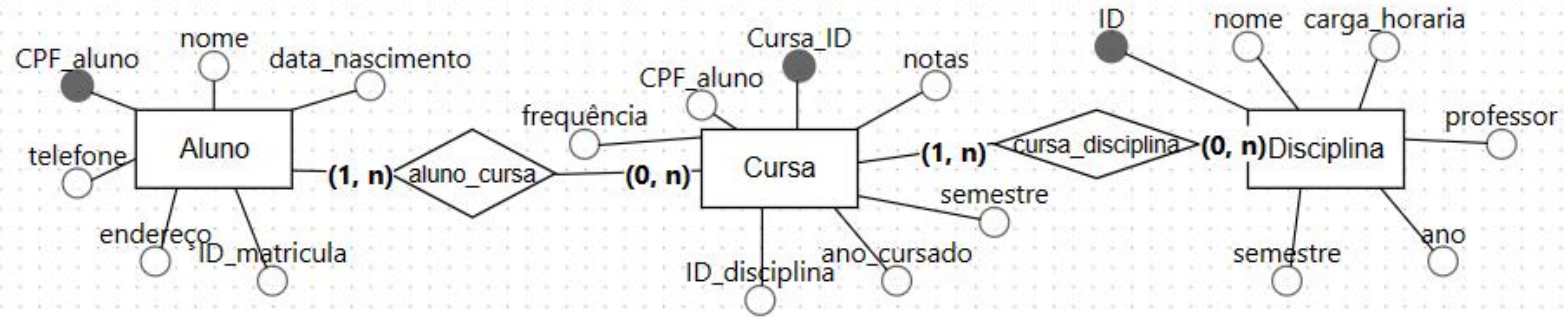 CPF_aluno
nome
data_nascimento
Aluno
telefone
endereço
ID_matricula
(1, n)
aluno_cursa
(0, n)
Cursa_ID
CPF_aluno
notas
frequência
Cursa
semestre
ano_cursado
ID_disciplina
(1, n)
cursa_disciplina
(0, n)
ID
nome
carga_horaria
professor
Disciplina
semestre
ano